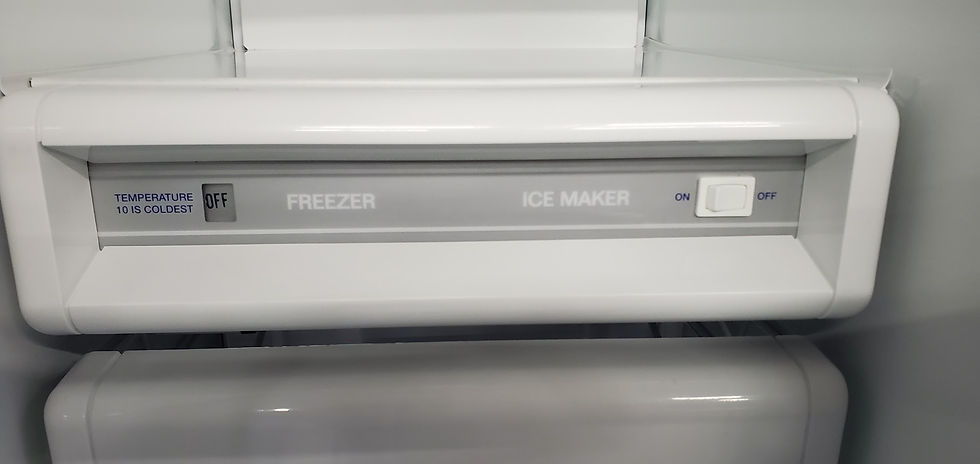 TEMPERATURE
10 IS COLDEST
OFF
FREEZER
ICE MAKER
ON
OFF